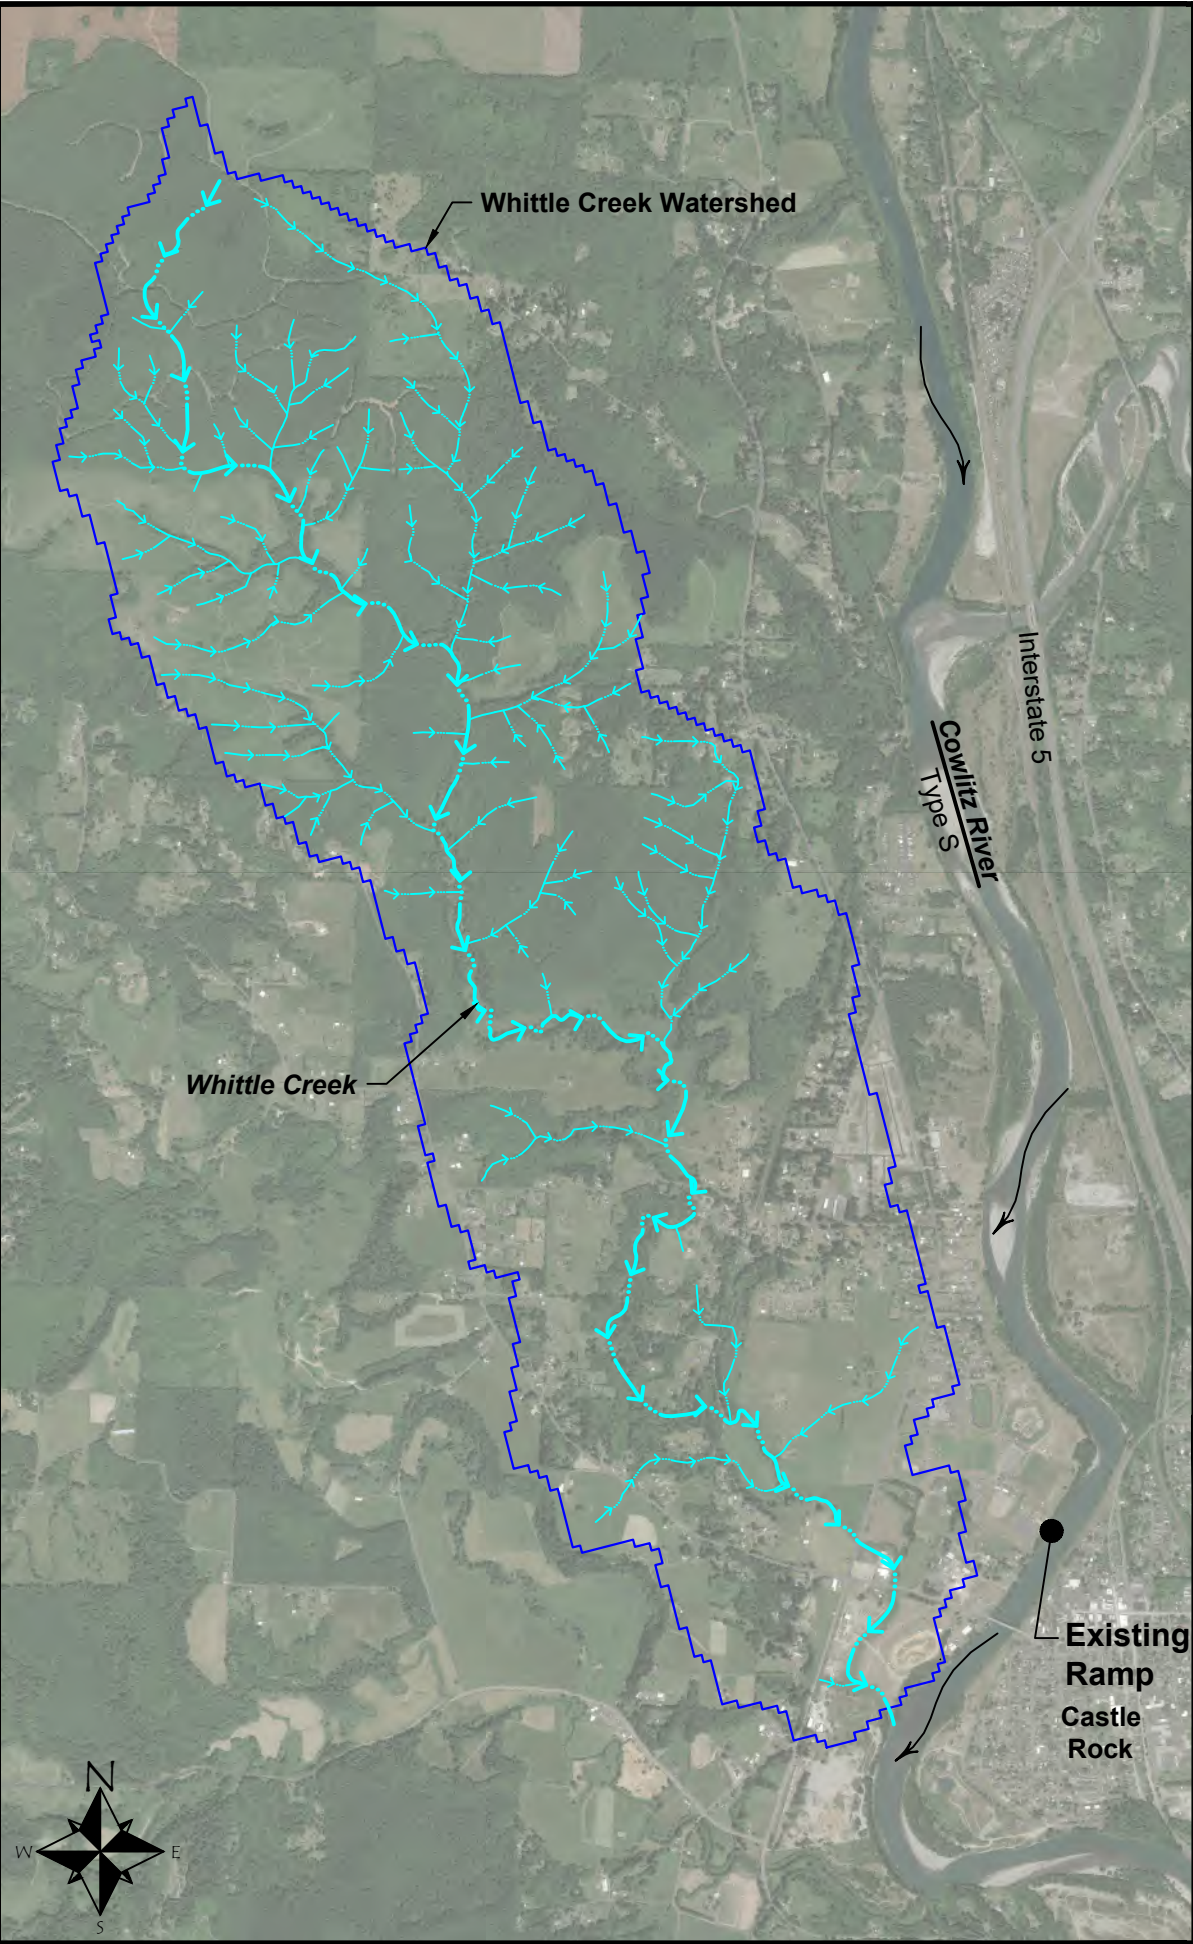 Whittle Creek Watershed
Interstate 5
Cowlitz River
Type S
Whittle Creek
Existing
Ramp
Castle
Rock
N
W
E
S